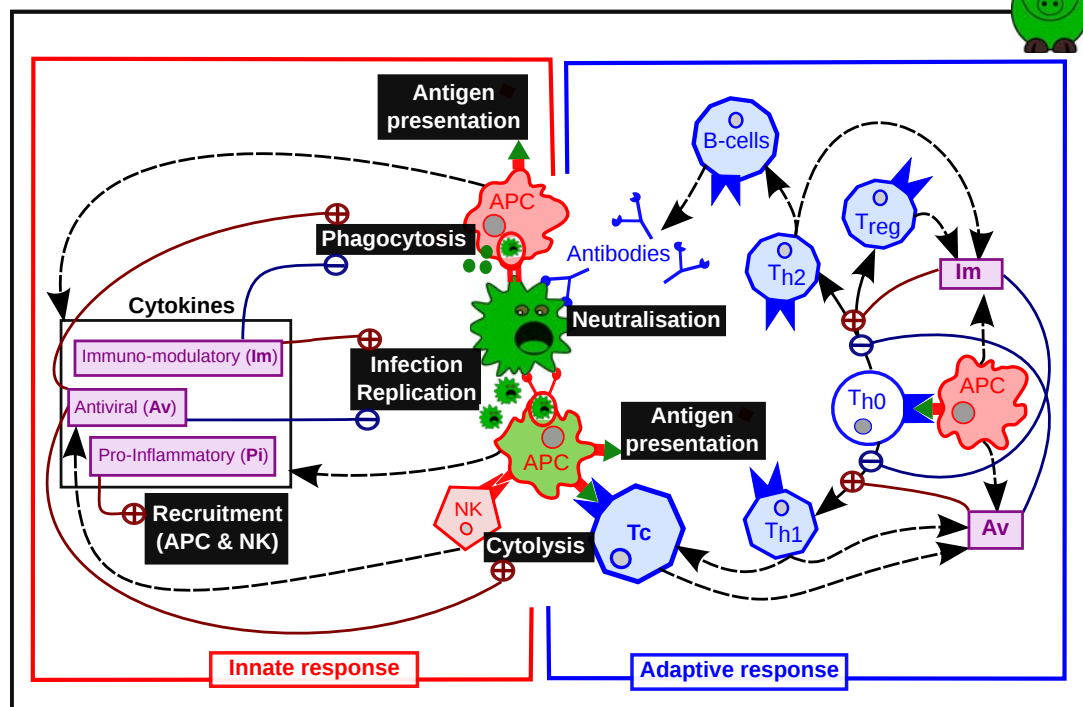 Antigen
presentation
APC
Phagocytosis
Cytokines
Immuno-modulatory (Im)
Antiviral (Av)
Pro-Inflammatory (Pi)
Recruitment
(APC & NK)
Infection
Replication
Neutralisation
Antibodies
APC
Antigen
presentation
NK
Cytolysis
Tc
Innate response
B-cells
Treg
Th2
Im
Th0
APC
Th1
Av
Adaptive response